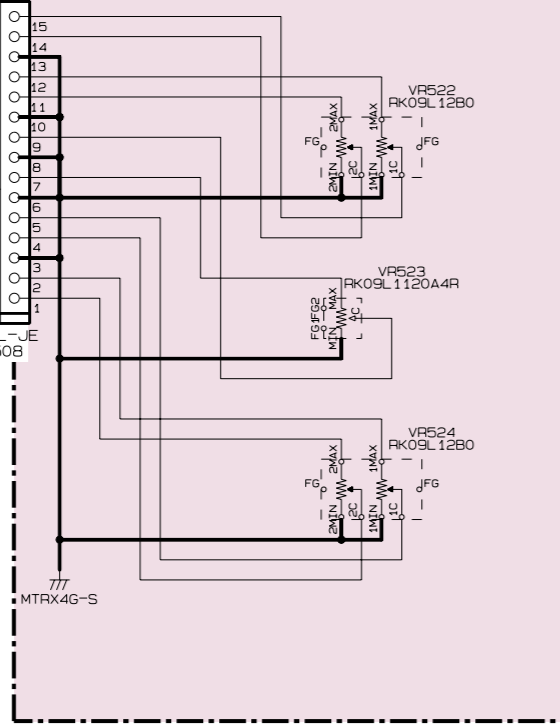 15
14
13
12
11
10
9
8
7
6
5
4
3
2
1
L-JE
508
VR522
RK09L12B0
2MAX
1MAX
FG
FG
2MIN
2C
1MIN
1C
VR523
RK09L1120A4R
FG1
FG2
MAX
MIN
C
VR524
RK09L12B0
2MAX
1MAX
FG
FG
2MIN
2C
1MIN
1C
MTRX4G-S